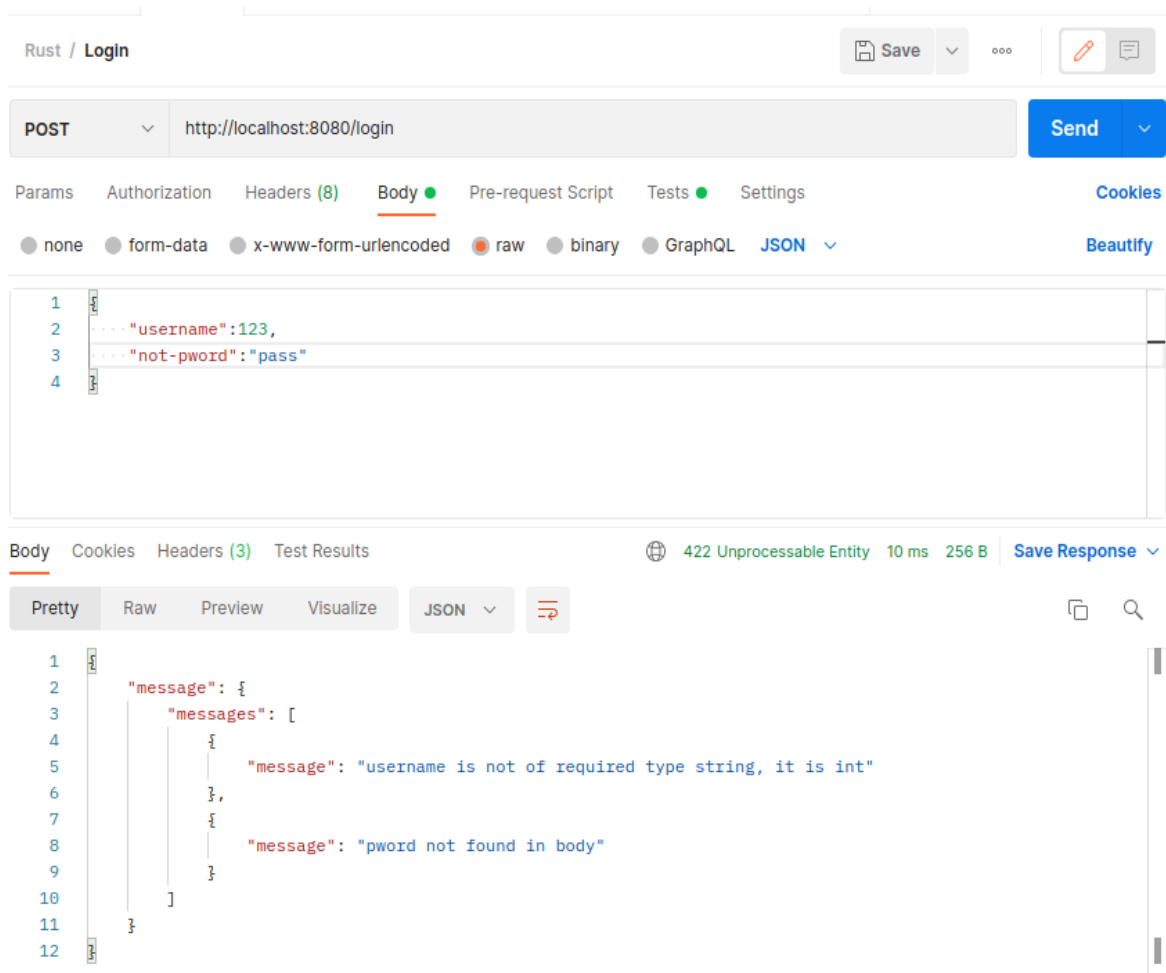 Rust / Login Save ooo
POST http://localhost:8080/login Send
Params Authorization Headers (8) Body Pre-request Script Tests Settings Cookies
none form-data x-www-form-urlencoded raw binary GraphQL JSON Beautify
1 {
2 ····"username":123,
3 ····"not-pword":"pass"
4 }
Body Cookies Headers (3) Test Results 422 Unprocessable Entity 10 ms 256 B Save Response
Pretty Raw Preview Visualize JSON
1 {
2 "message": {
3 "messages": [
4 {
5 "message": "username is not of required type string, it is int"
6 },
7 {
8 "message": "pword not found in body"
9 }
10 ]
11 }
12 }